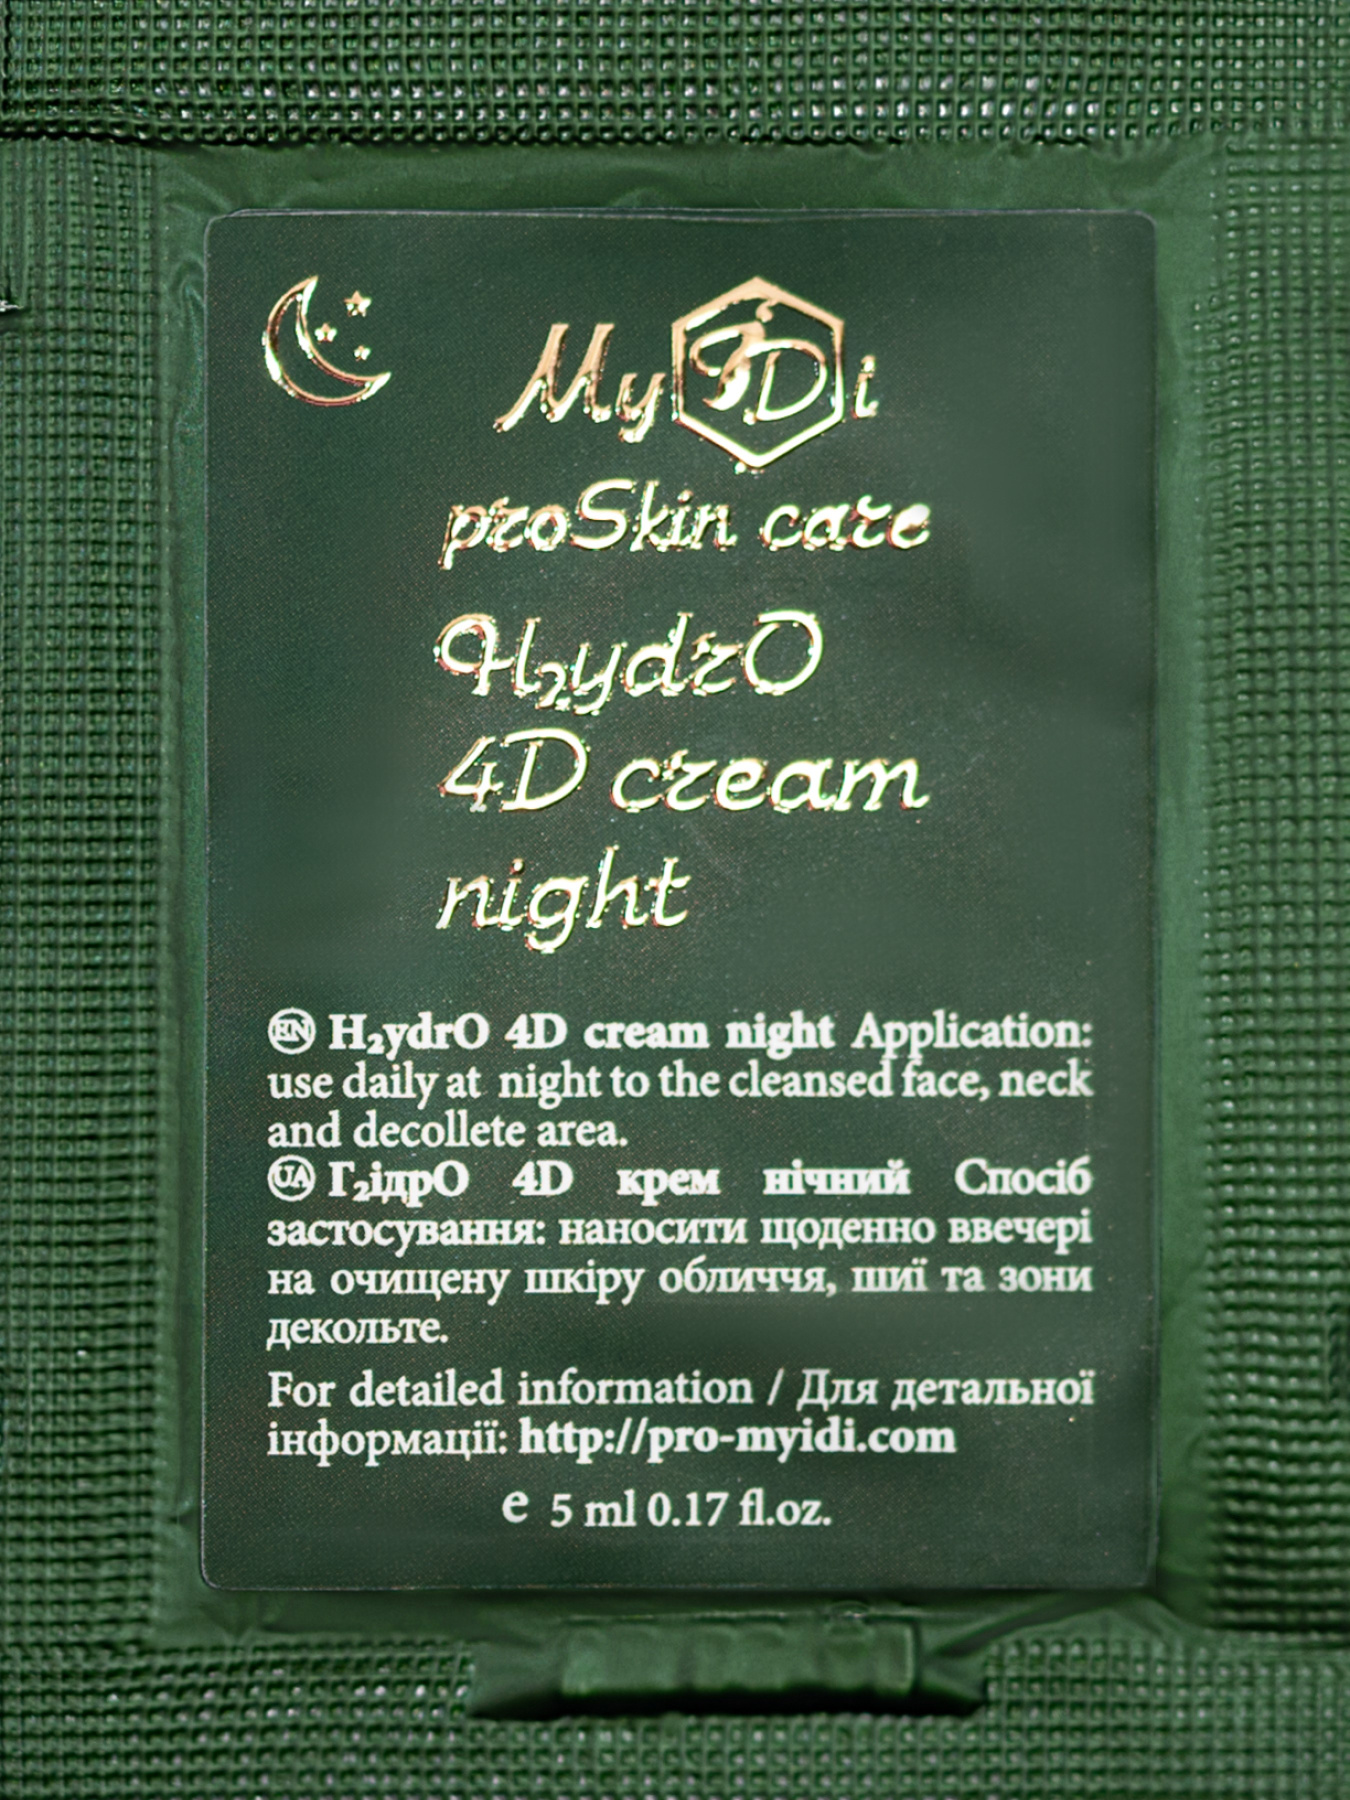 MyIDi
proSkin care
H₂ydrO
4D cream
night
EN H₂ydrO 4D cream night Application:
use daily at night to the cleansed face, neck
and decollete area.
UA Г₂ідрО 4D крем нічний Спосіб
застосування: наносити щоденно ввечері
на очищену шкіру обличчя, шиї та зони
декольте.
For detailed information / Для детальної
інформації: http://pro-myidi.com
e 5 ml 0.17 fl.oz.